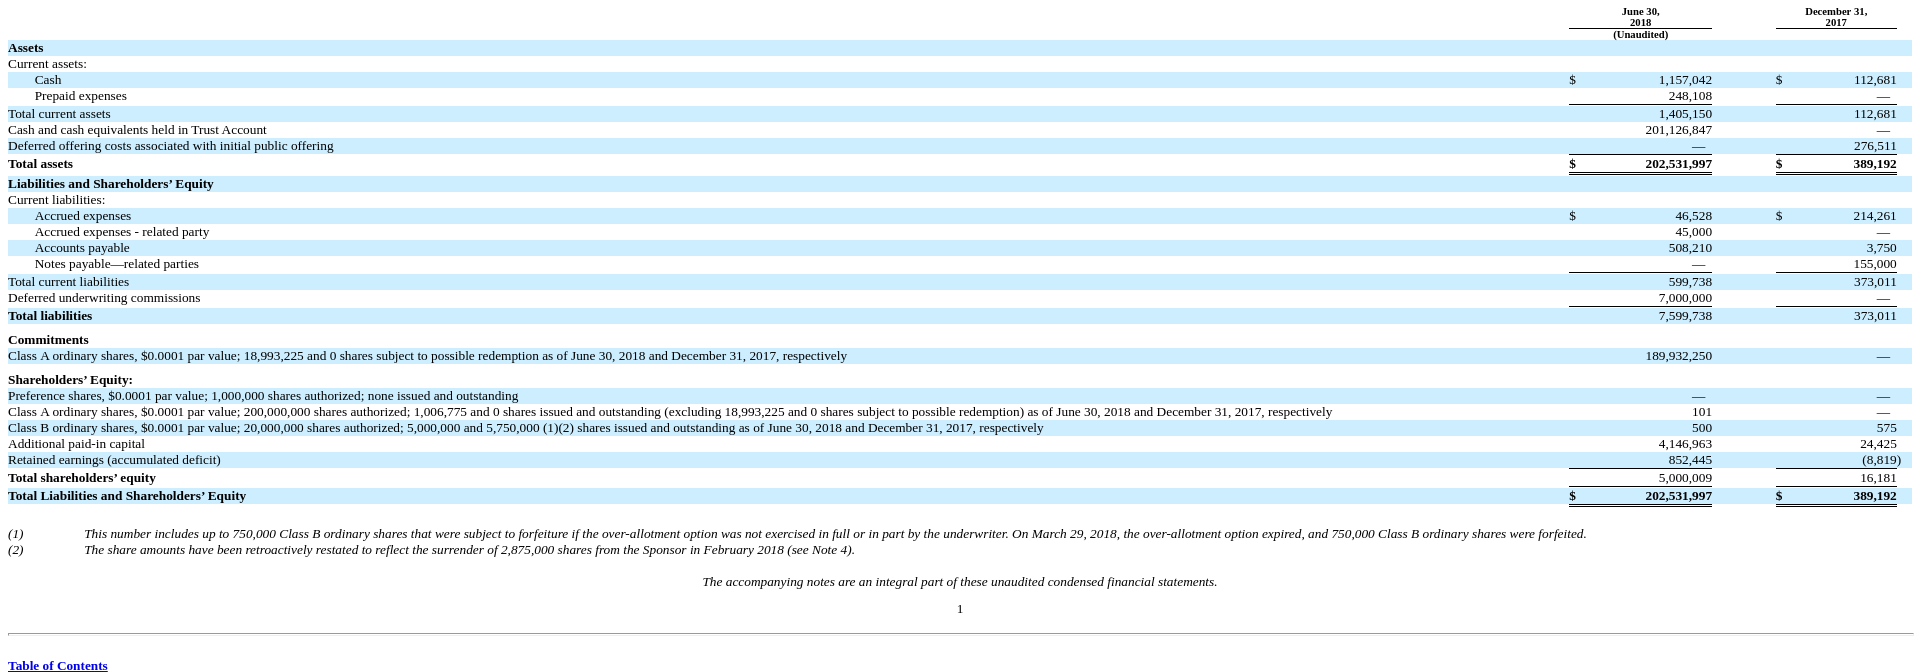 June 30, December 31,
2018 2017
(Unaudited)
Assets
Current assets:
Cash $ 1,157,042 $ 112,681
Prepaid expenses 248,108 —
Total current assets 1,405,150 112,681
Cash and cash equivalents held in Trust Account 201,126,847 —
Deferred offering costs associated with initial public offering — 276,511
Total assets $ 202,531,997 $ 389,192
Liabilities and Shareholders’ Equity
Current liabilities:
Accrued expenses $ 46,528 $ 214,261
Accrued expenses - related party 45,000 —
Accounts payable 508,210 3,750
Notes payable—related parties — 155,000
Total current liabilities 599,738 373,011
Deferred underwriting commissions 7,000,000 —
Total liabilities 7,599,738 373,011
Commitments
Class A ordinary shares, $0.0001 par value; 18,993,225 and 0 shares subject to possible redemption as of June 30, 2018 and December 31, 2017, respectively 189,932,250 —
Shareholders’ Equity:
Preference shares, $0.0001 par value; 1,000,000 shares authorized; none issued and outstanding — —
Class A ordinary shares, $0.0001 par value; 200,000,000 shares authorized; 1,006,775 and 0 shares issued and outstanding (excluding 18,993,225 and 0 shares subject to possible redemption) as of June 30, 2018 and December 31, 2017, respectively 101 —
Class B ordinary shares, $0.0001 par value; 20,000,000 shares authorized; 5,000,000 and 5,750,000 (1)(2) shares issued and outstanding as of June 30, 2018 and December 31, 2017, respectively 500 575
Additional paid-in capital 4,146,963 24,425
Retained earnings (accumulated deficit) 852,445 (8,819)
Total shareholders’ equity 5,000,009 16,181
Total Liabilities and Shareholders’ Equity $ 202,531,997 $ 389,192
(1) This number includes up to 750,000 Class B ordinary shares that were subject to forfeiture if the over-allotment option was not exercised in full or in part by the underwriter. On March 29, 2018, the over-allotment option expired, and 750,000 Class B ordinary shares were forfeited.
(2) The share amounts have been retroactively restated to reflect the surrender of 2,875,000 shares from the Sponsor in February 2018 (see Note 4).
The accompanying notes are an integral part of these unaudited condensed financial statements.
1
Table of Contents